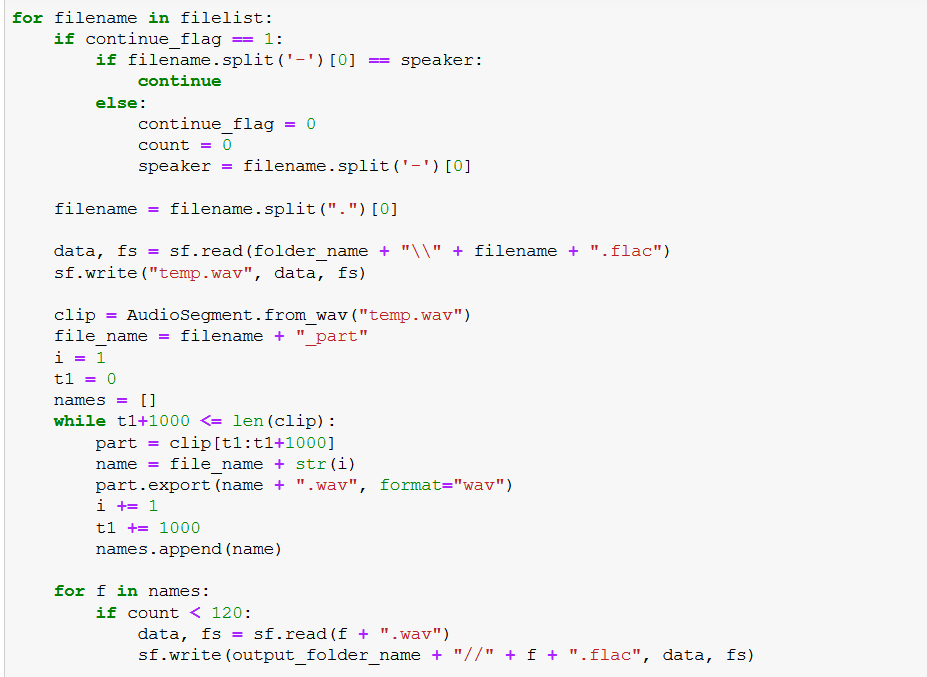 for filename in filelist:
    if continue_flag == 1:
        if filename.split('-')[0] == speaker:
            continue
        else:
            continue_flag = 0
            count = 0
            speaker = filename.split('-')[0]

    filename = filename.split(".")[0]

    data, fs = sf.read(folder_name + "\\" + filename + ".flac")
    sf.write("temp.wav", data, fs)

    clip = AudioSegment.from_wav("temp.wav")
    file_name = filename + "_part"
    i = 1
    t1 = 0
    names = []
    while t1+1000 <= len(clip):
        part = clip[t1:t1+1000]
        name = file_name + str(i)
        part.export(name + ".wav", format="wav")
        i += 1
        t1 += 1000
        names.append(name)

    for f in names:
        if count < 120:
            data, fs = sf.read(f + ".wav")
            sf.write(output_folder_name + "//" + f + ".flac", data, fs)